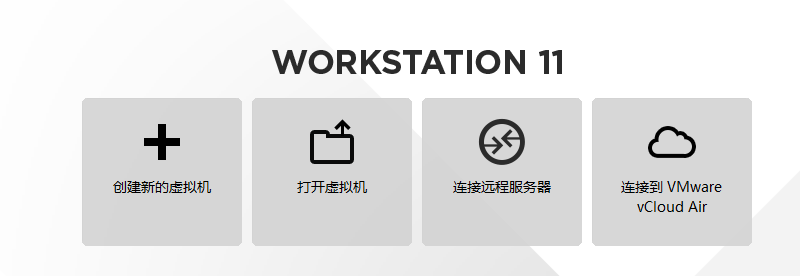 WORKSTATION 11
创建新的虚拟机
打开虚拟机
连接远程服务器
连接到 VMware
vCloud Air